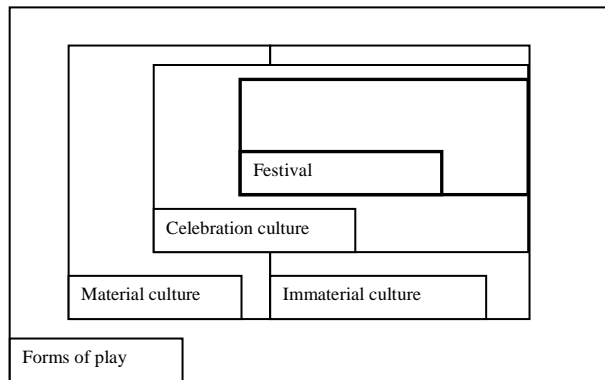 Festival
Celebration culture
Material culture
Immaterial culture
Forms of play